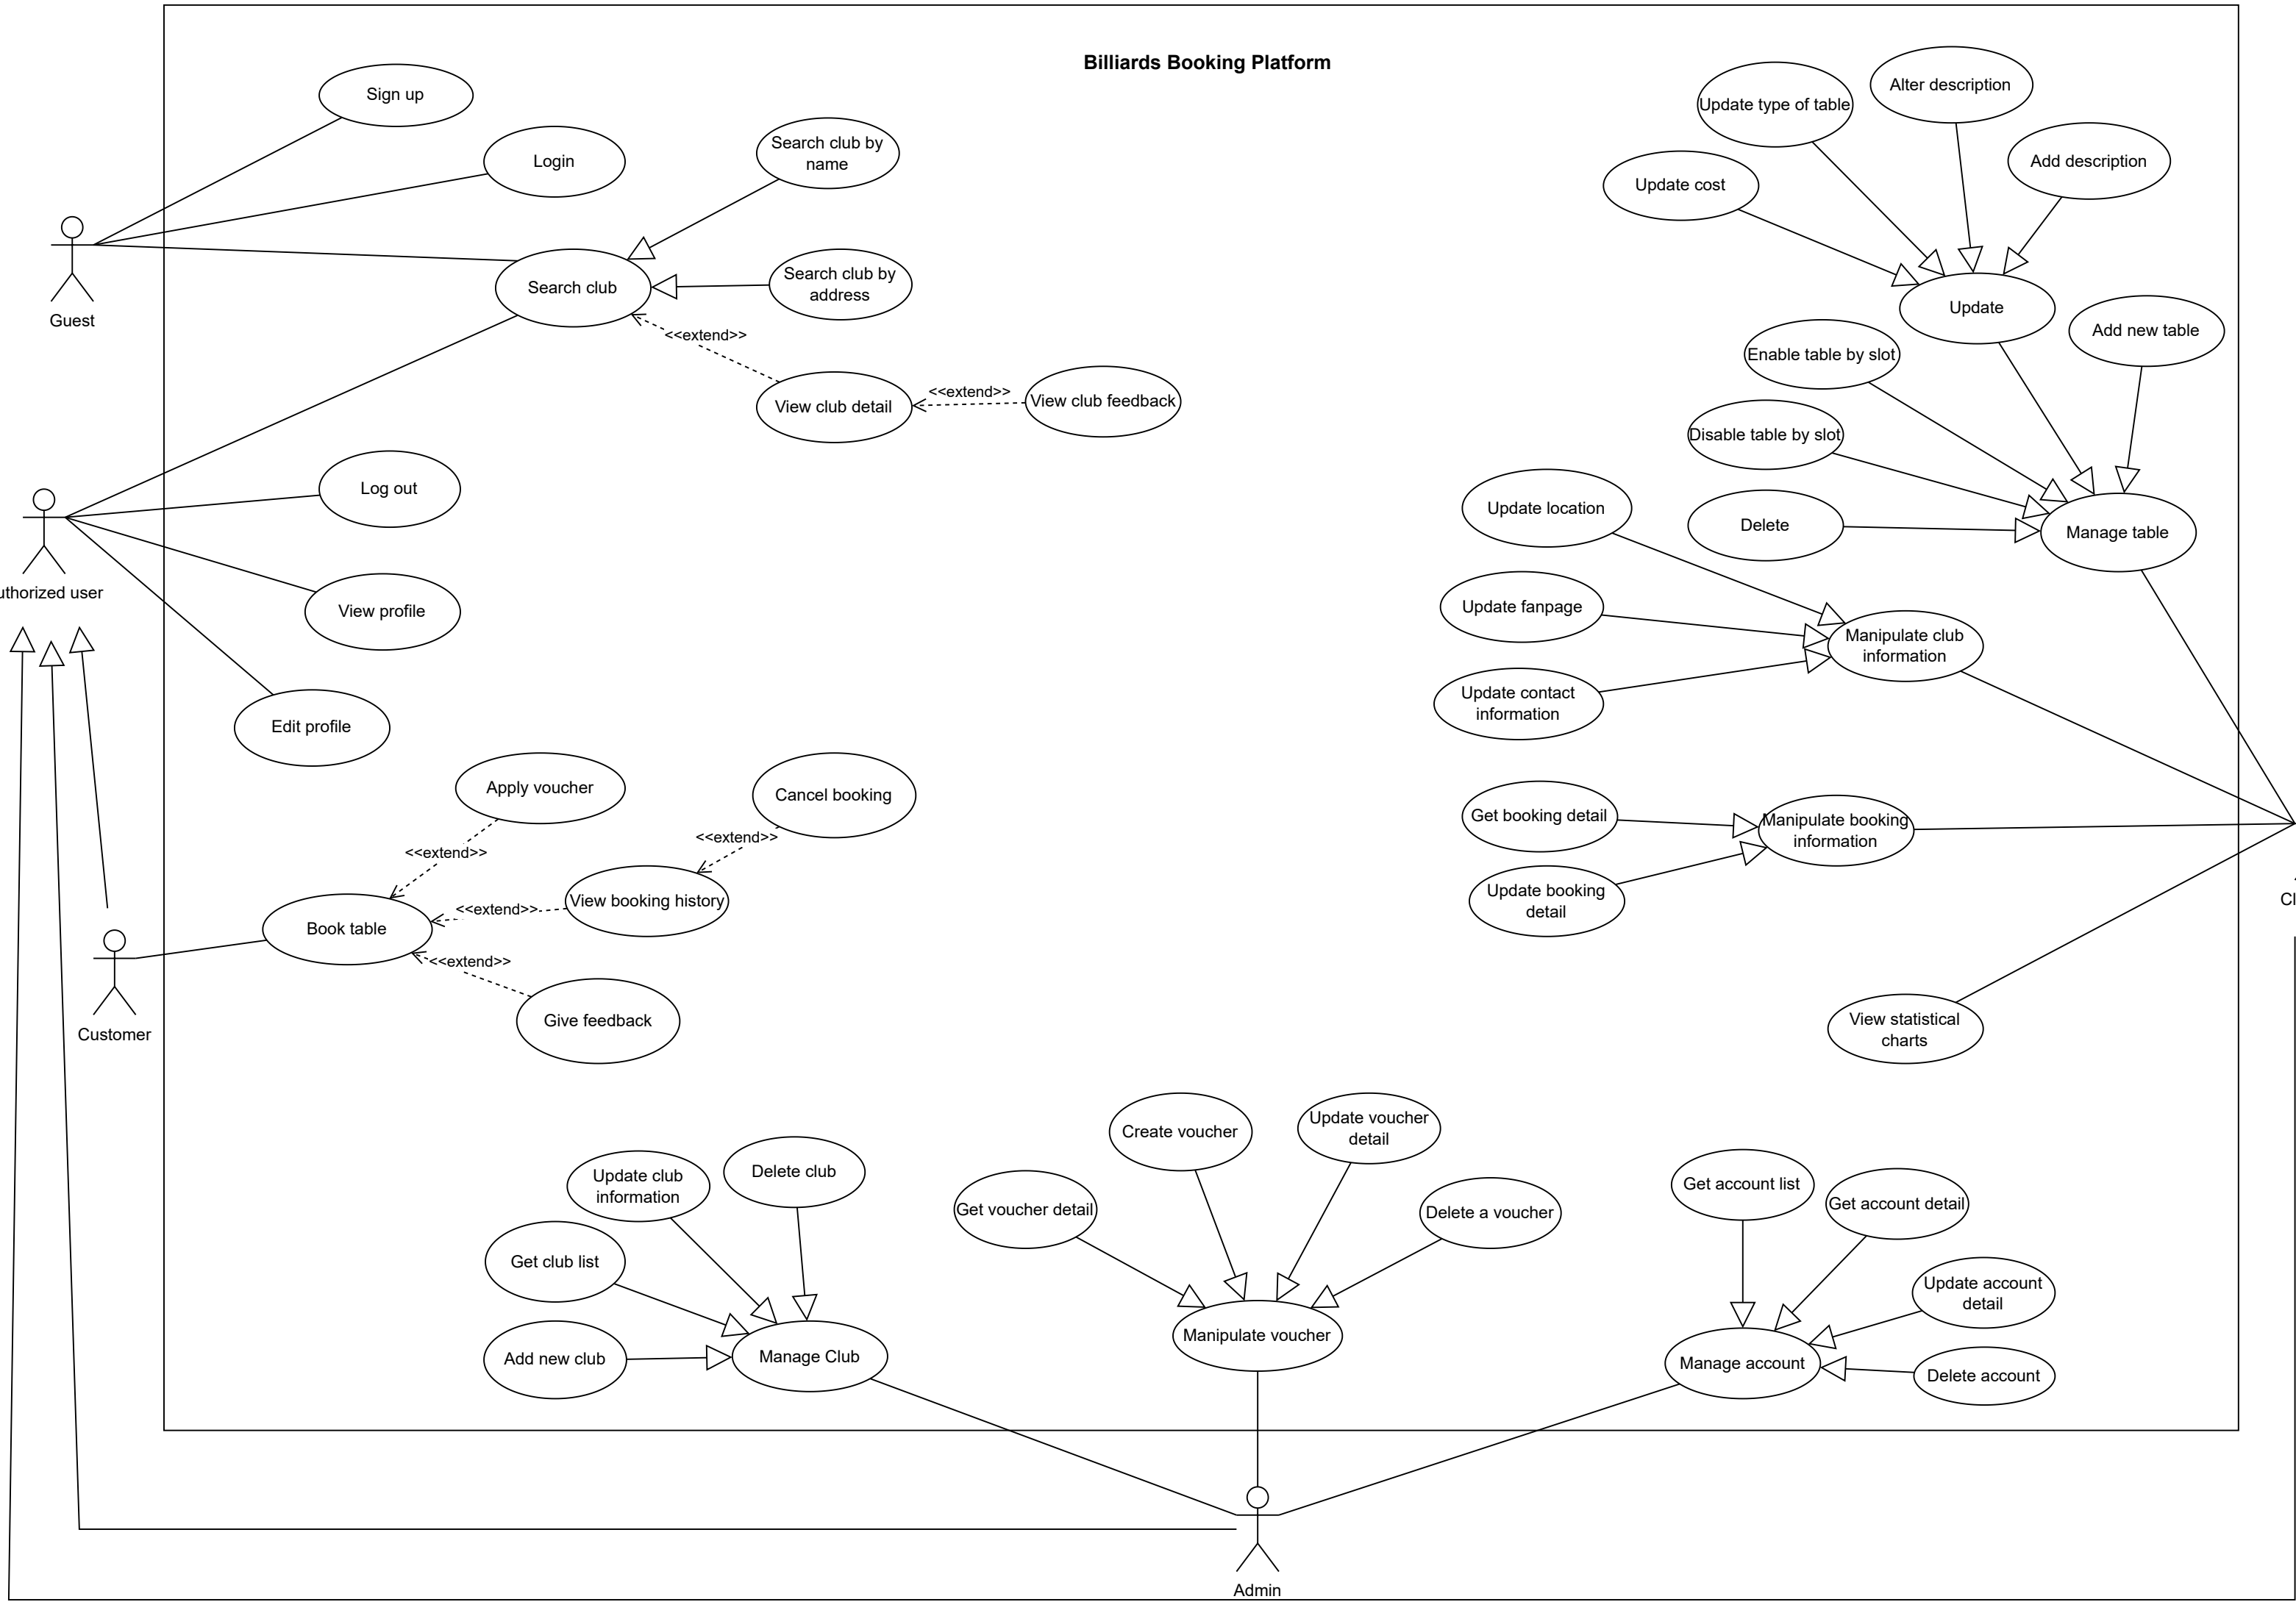 Billiards Booking Platform
Sign up
Login
Search club by
name
Search club
Search club by
address
<<extend>>
View club detail
<<extend>>
View club feedback
Guest
Log out
View profile
Edit profile
uthorized user
Apply voucher
<<extend>>
Cancel booking
<<extend>>
View booking history
<<extend>>
Book table
<<extend>>
Give feedback
Customer
Update type of table
Alter description
Add description
Update cost
Update
Add new table
Enable table by slot
Disable table by slot
Delete
Manage table
Update location
Update fanpage
Update contact
information
Manipulate club
information
Get booking detail
Update booking
detail
Manipulate booking
information
View statistical
charts
Cl
Update club
information
Delete club
Get club list
Add new club
Manage Club
Create voucher
Update voucher
detail
Get voucher detail
Delete a voucher
Manipulate voucher
Get account list
Get account detail
Update account
detail
Delete account
Manage account
Admin